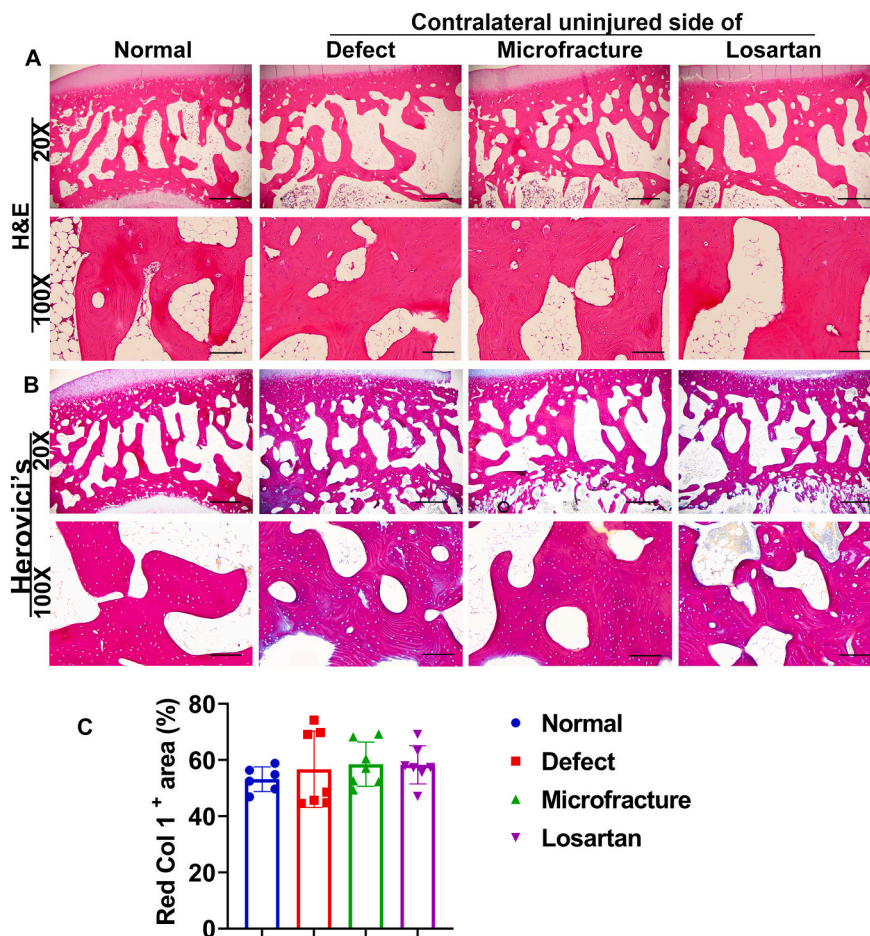 Contralateral uninjured side of
Normal
Defect
Microfracture
Losartan
A
H&E
20X
100X
B
Herovici's
20X
100X
C
Red Col 1 + area (%)
80
60
40
20
0
Normal
Defect
Microfracture
Losartan